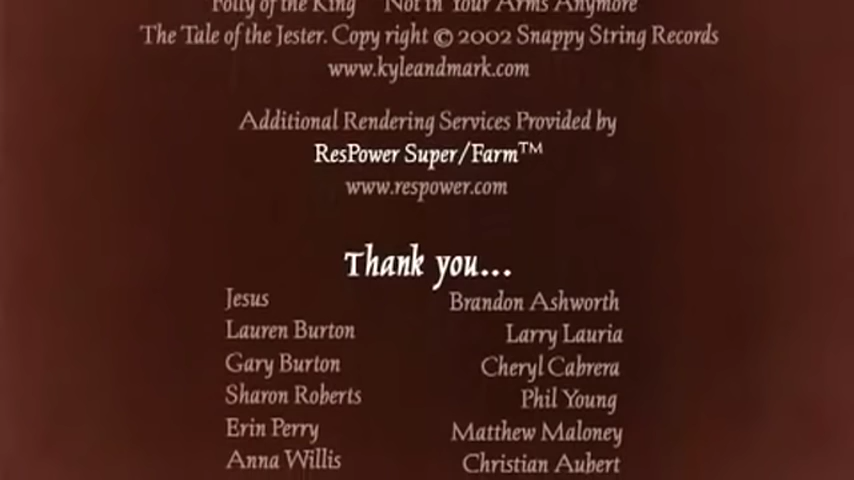 Folly of the King Not in Your Arms Anymore
The Tale of the Jester. Copy right © 2002 Snappy String Records
www.kyleandmark.com
Additional Rendering Services Provided by
ResPower Super/Farm™
www.respower.com
Thank you...
Jesus Brandon Ashworth
Lauren Burton Larry Lauria
Gary Burton Cheryl Cabrera
Sharon Roberts Phil Young
Erin Perry Matthew Maloney
Anna Willis Christian Aubert